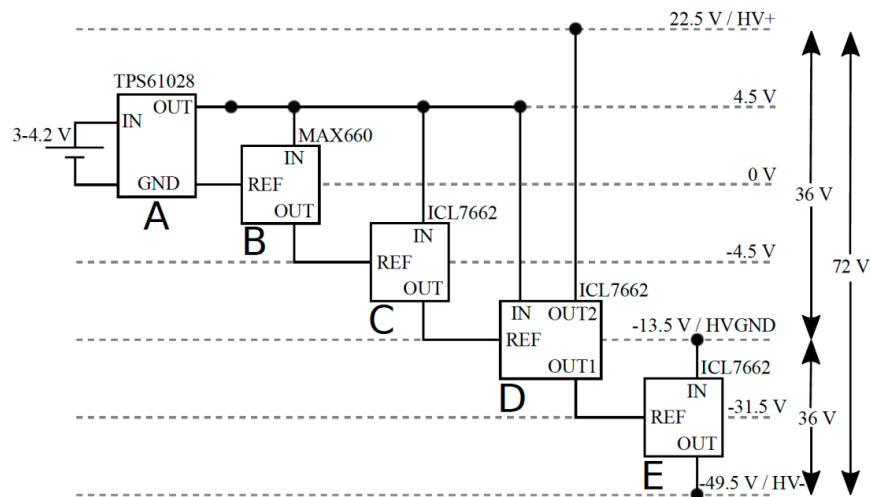 22.5 V / HV+
TPS61028
OUT
4.5 V
IN
3-4.2 V
MAX660
IN
GND
REF
0 V
36 V
A
OUT
ICL7662
B
IN
REF
-4.5 V
72 V
OUT
ICL7662
C
IN OUT2
-13.5 V / HVGND
REF
OUT1
ICL7662
IN
D
REF
-31.5 V
36 V
OUT
E
-49.5 V / HV-